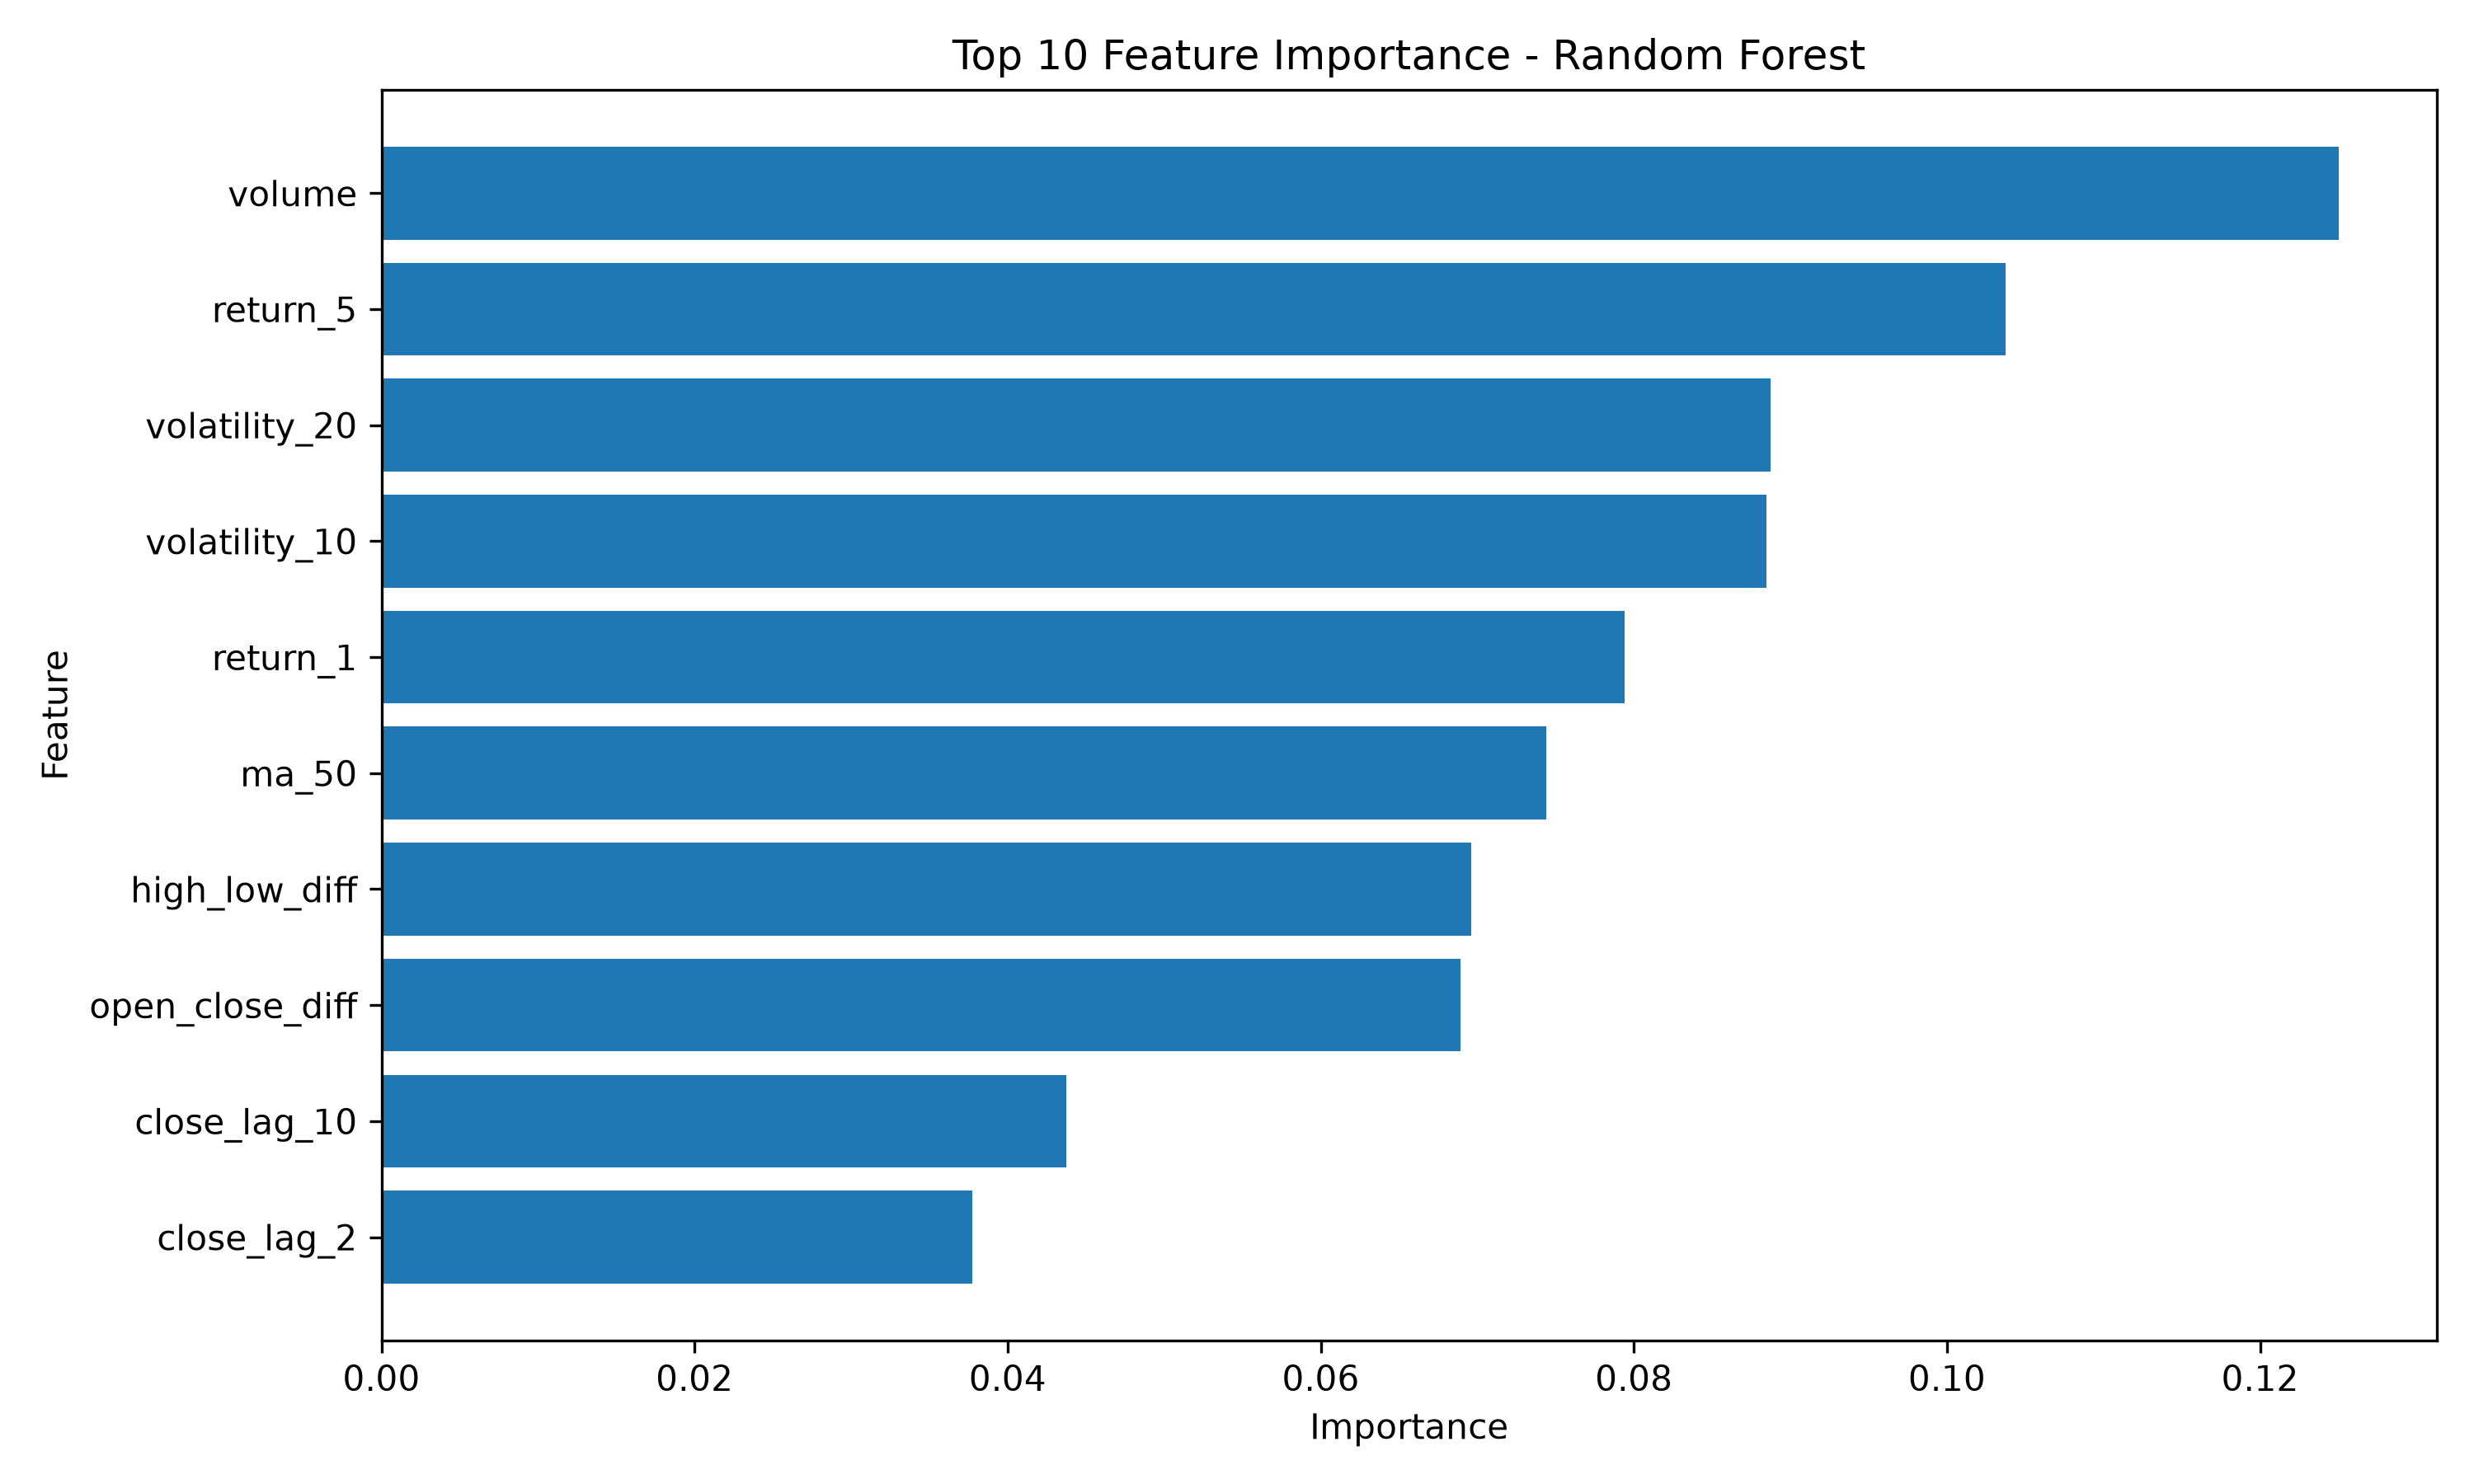 Top 10 Feature Importance - Random Forest
volume
return_5
volatility_20
volatility_10
return_1
ma_50
high_low_diff
open_close_diff
close_lag_10
close_lag_2
Feature
0.00 0.02 0.04 0.06 0.08 0.10 0.12
Importance